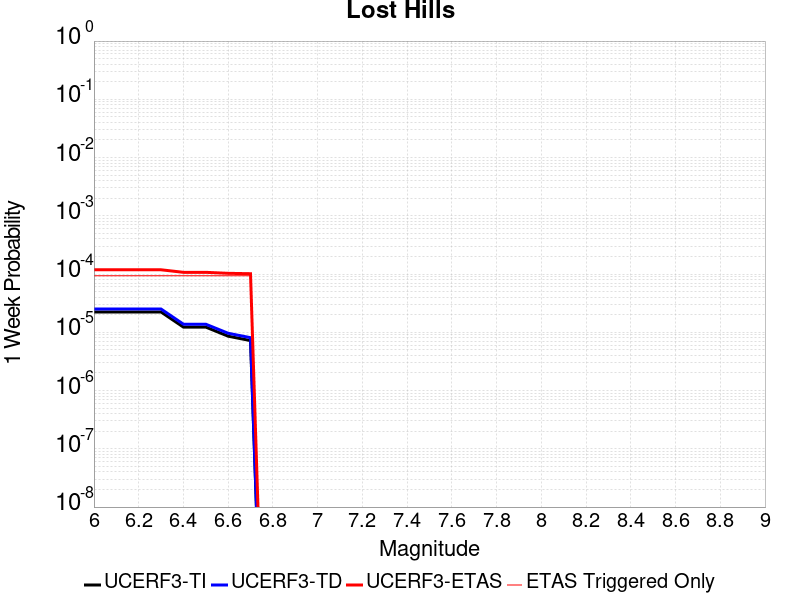 Lost Hills
10^0
10^-1
10^-2
10^-3
10^-4
10^-5
10^-6
10^-7
10^-8
1 Week Probability
6 6.2 6.4 6.6 6.8 7 7.2 7.4 7.6 7.8 8 8.2 8.4 8.6 8.8 9
Magnitude
UCERF3-TI UCERF3-TD UCERF3-ETAS ETAS Triggered Only